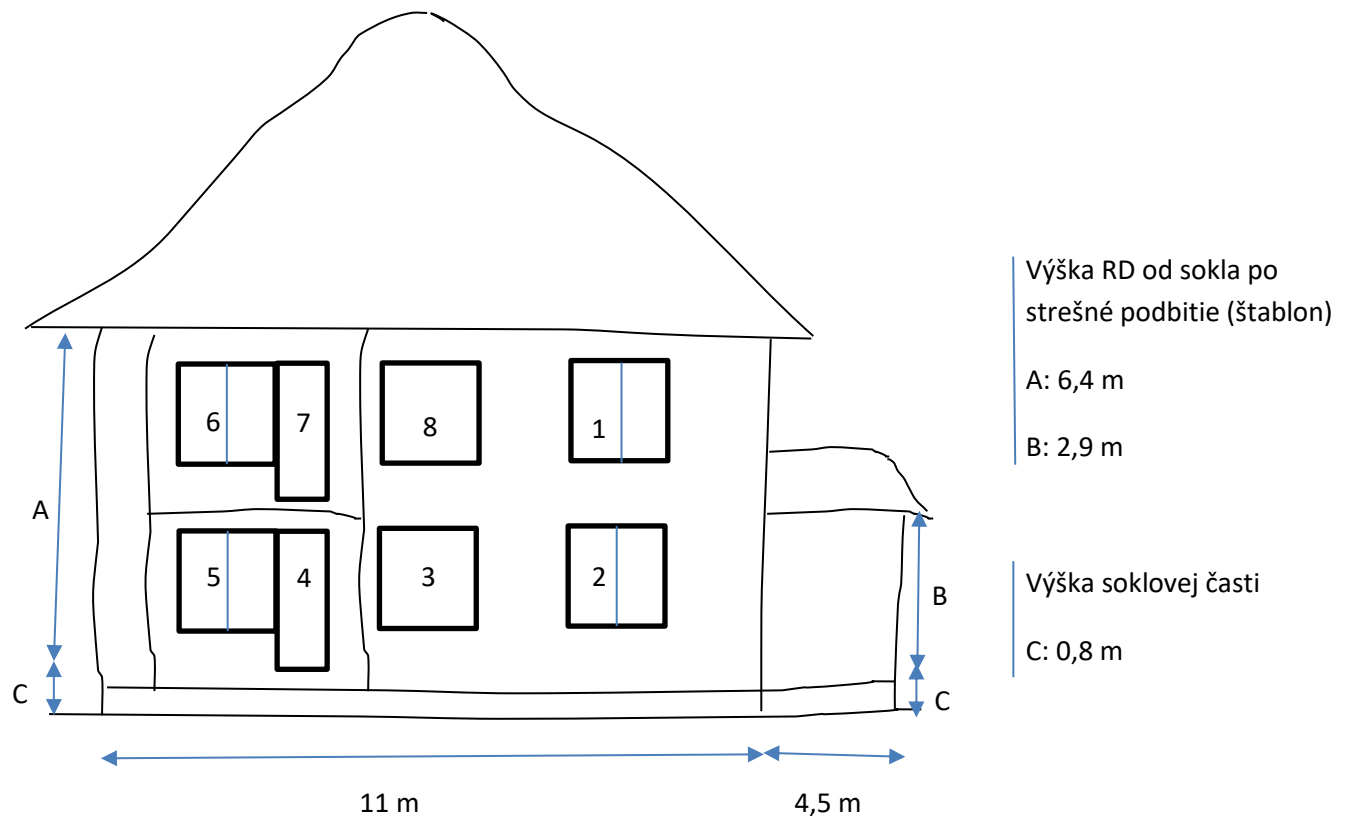 Výška RD od sokla po
strešné podbitie (štablon)
A: 6,4 m
B: 2,9 m
6
7
8
1
A
5
4
3
2
B
Výška soklovej časti
C: 0,8 m
C
C
11 m
4,5 m